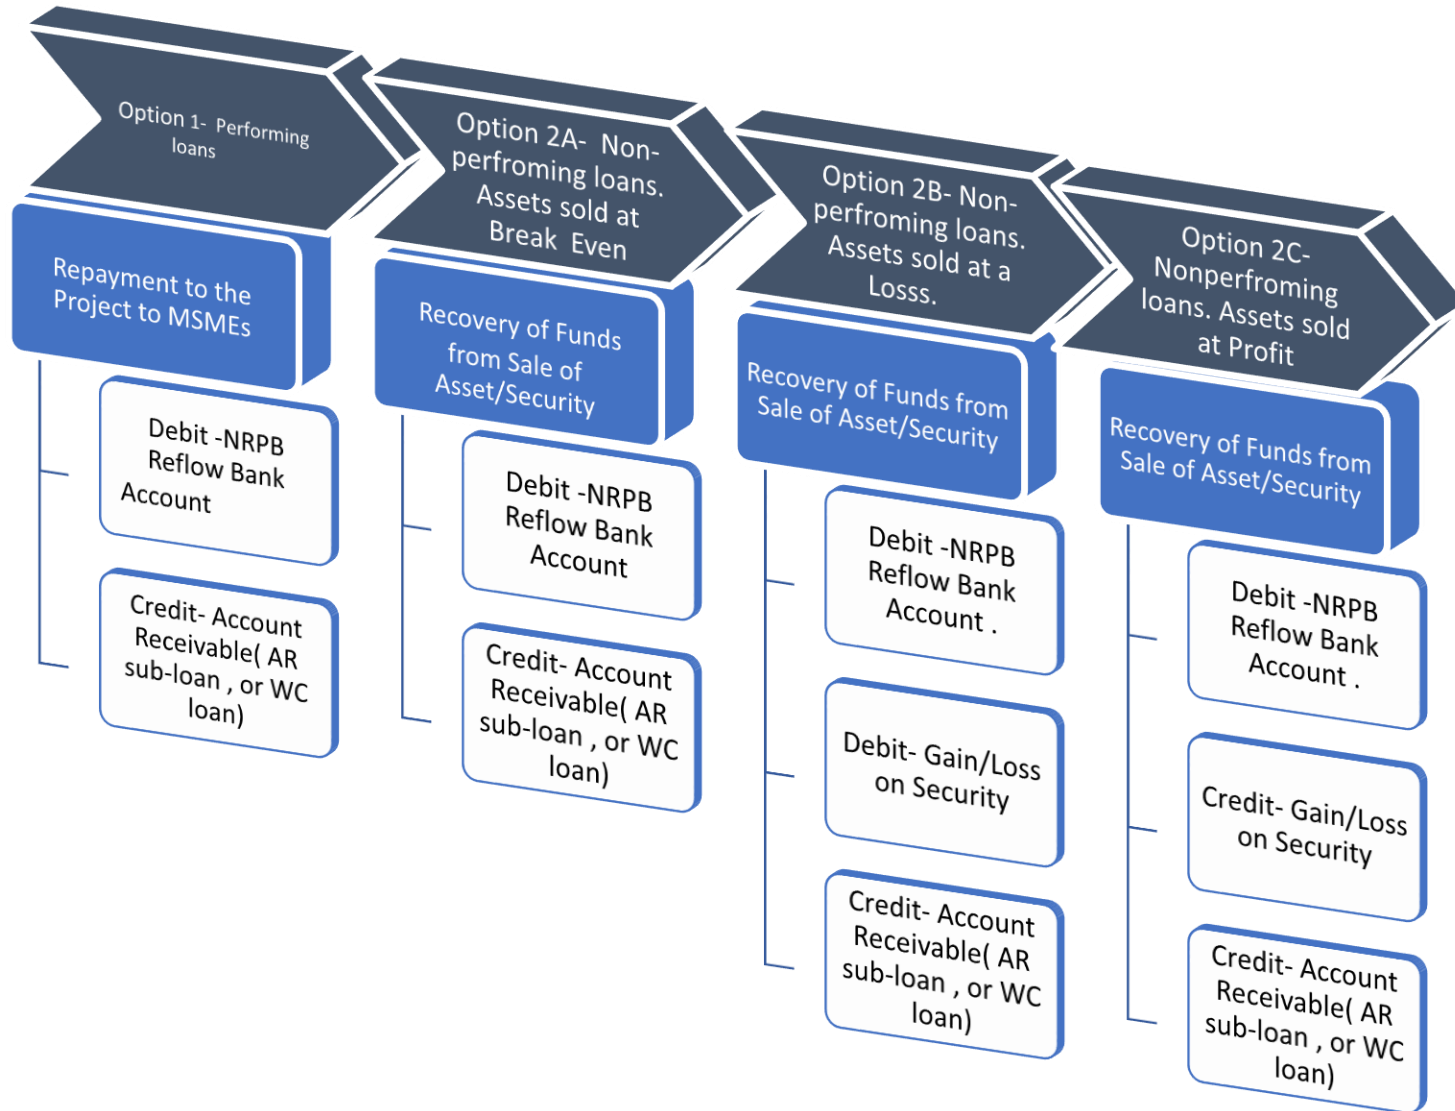 Option 1- Performing
loans
Repayment to the
Project to MSMEs
Debit -NRPB
Reflow Bank
Account
Credit- Account
Receivable( AR
sub-loan , or WC
loan)
Option 2A- Non-
perfroming loans.
Assets sold at
Break Even
Recovery of Funds
from Sale of
Asset/Security
Debit -NRPB
Reflow Bank
Account
Credit- Account
Receivable( AR
sub-loan , or WC
loan)
Option 2B- Non-
perfroming loans.
Assets sold at a
Losss.
Recovery of Funds from
Sale of Asset/Security
Debit -NRPB
Reflow Bank
Account .
Debit- Gain/Loss
on Security
Credit- Account
Receivable( AR
sub-loan , or WC
loan)
Option 2C-
Nonperfroming
loans. Assets sold
at Profit
Recovery of Funds from
Sale of Asset/Security
Debit -NRPB
Reflow Bank
Account .
Credit- Gain/Loss
on Security
Credit- Account
Receivable( AR
sub-loan , or WC
loan)